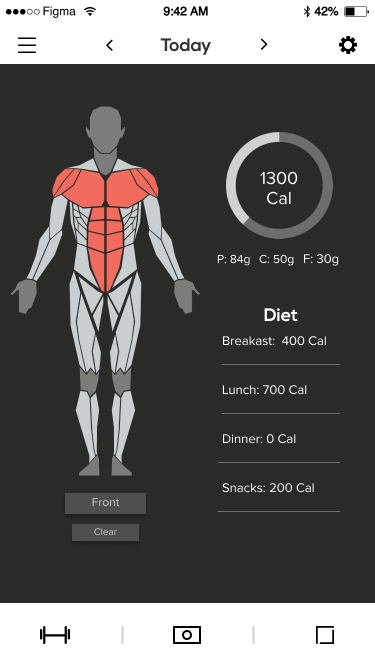 Figma 9:42 AM 42%
Today
1300
Cal
P: 84g C: 50g F: 30g
Diet
Breakast: 400 Cal
Lunch: 700 Cal
Dinner: 0 Cal
Snacks: 200 Cal
Front
Clear